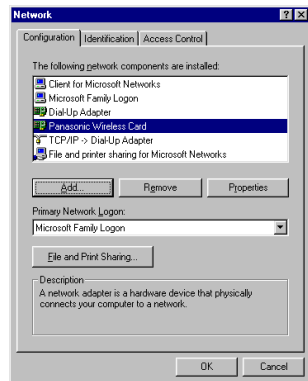 Network
Configuration Identification Access Control
The following network components are installed:
Client for Microsoft Networks
Microsoft Family Logon
Dial-Up Adapter
Panasonic Wireless Card
TCP/IP -> Dial-Up Adapter
File and printer sharing for Microsoft Networks
Add... Remove Properties
Primary Network Logon:
Microsoft Family Logon
File and Print Sharing...
Description
A network adapter is a hardware device that physically
connects your computer to a network.
OK Cancel